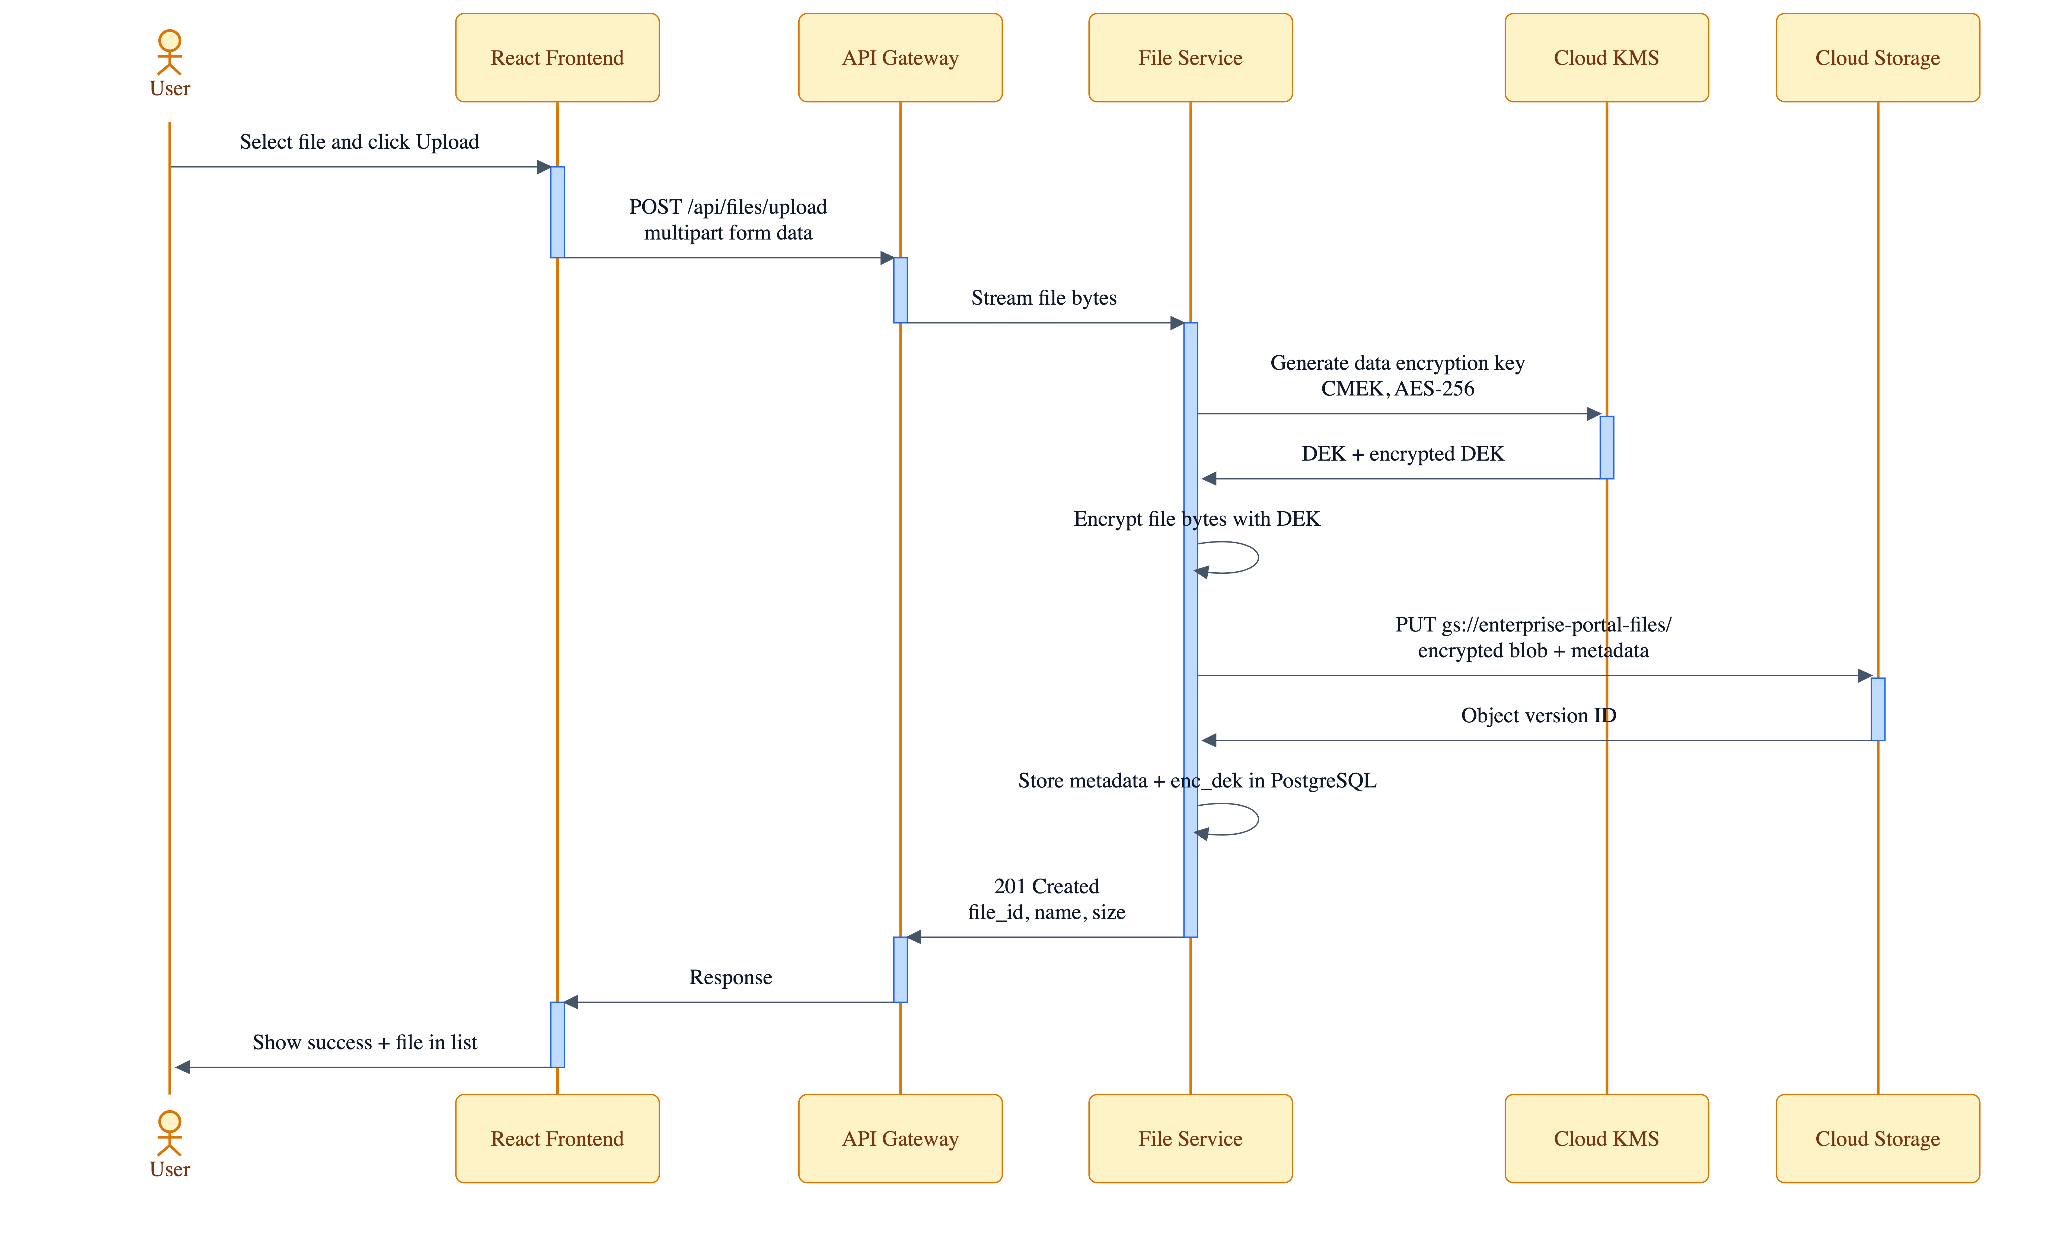 User
React Frontend
API Gateway
File Service
Cloud KMS
Cloud Storage
Select file and click Upload
POST /api/files/upload
multipart form data
Stream file bytes
Generate data encryption key
CMEK, AES-256
DEK + encrypted DEK
Encrypt file bytes with DEK
PUT gs://enterprise-portal-files/
encrypted blob + metadata
Object version ID
Store metadata + enc_dek in PostgreSQL
201 Created
file_id, name, size
Response
Show success + file in list
User
React Frontend
API Gateway
File Service
Cloud KMS
Cloud Storage